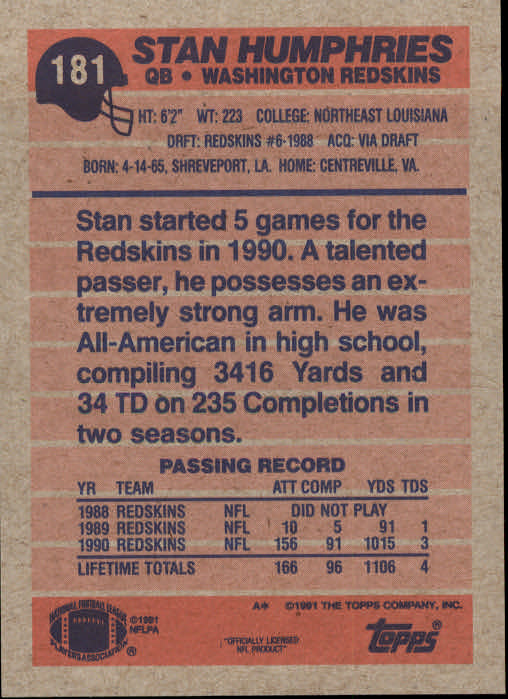 181
STAN HUMPHRIES
QB • WASHINGTON REDSKINS
HT: 6'2" WT: 223 COLLEGE: NORTHEAST LOUISIANA
DRFT: REDSKINS #6-1988 ACQ: VIA DRAFT
BORN: 4-14-65, SHREVEPORT, LA. HOME: CENTREVILLE, VA.
Stan started 5 games for the
Redskins in 1990. A talented
passer, he possesses an ex-
tremely strong arm. He was
All-American in high school,
compiling 3416 Yards and
34 TD on 235 Completions in
two seasons.
PASSING RECORD
YR TEAM ATT COMP YDS TDS
1988 REDSKINS NFL DID NOT PLAY
1989 REDSKINS NFL 10 5 91 1
1990 REDSKINS NFL 156 91 1015 3
LIFETIME TOTALS 166 96 1106 4
A* ©1991 THE TOPPS COMPANY, INC.
NATIONAL FOOTBALL LEAGUE
PLAYERS ASSOCIATION ®
©1991
NFLPA
"OFFICIALLY LICENSED
NFL PRODUCT"
topps®